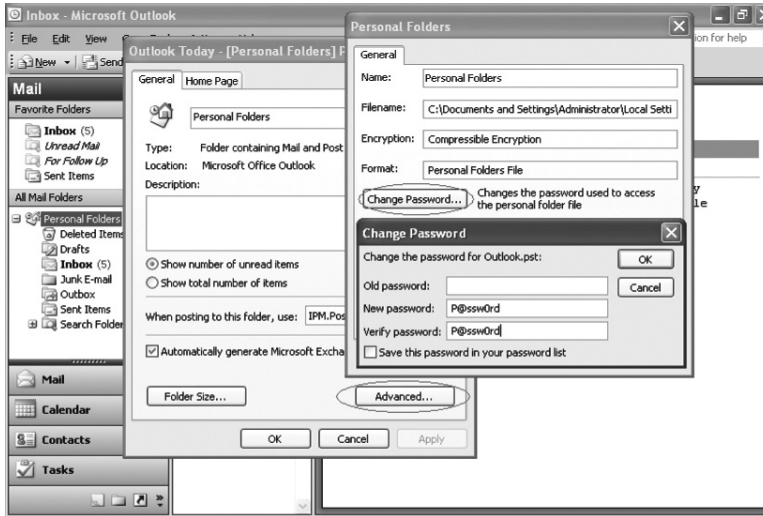 Inbox - Microsoft Outlook
File Edit View
ion for help
New Send
Mail
Favorite Folders
Inbox (5)
Unread Mail
For Follow Up
Sent Items
All Mail Folders
Personal Folders
Deleted Items
Drafts
Inbox (5)
Junk E-mail
Outbox
Sent Items
Search Folder
Mail
Calendar
Contacts
Tasks
Outlook Today - [Personal Folders] P
General Home Page
Personal Folders
Type: Folder containing Mail and Post
Location: Microsoft Office Outlook
Description:
Show number of unread items
Show total number of items
When posting to this folder, use: IPM.Pos
Automatically generate Microsoft Excha
Folder Size... Advanced...
OK Cancel Apply
Personal Folders
General
Name: Personal Folders
Filename: C:\Documents and Settings\Administrator\Local Setti
Encryption: Compressible Encryption
Format: Personal Folders File
Change Password... Changes the password used to access
the personal folder file
y
le
Change Password
Change the password for Outlook.pst:
OK
Old password:
Cancel
New password: P@ssw0rd
Verify password: P@ssw0rd
Save this password in your password list